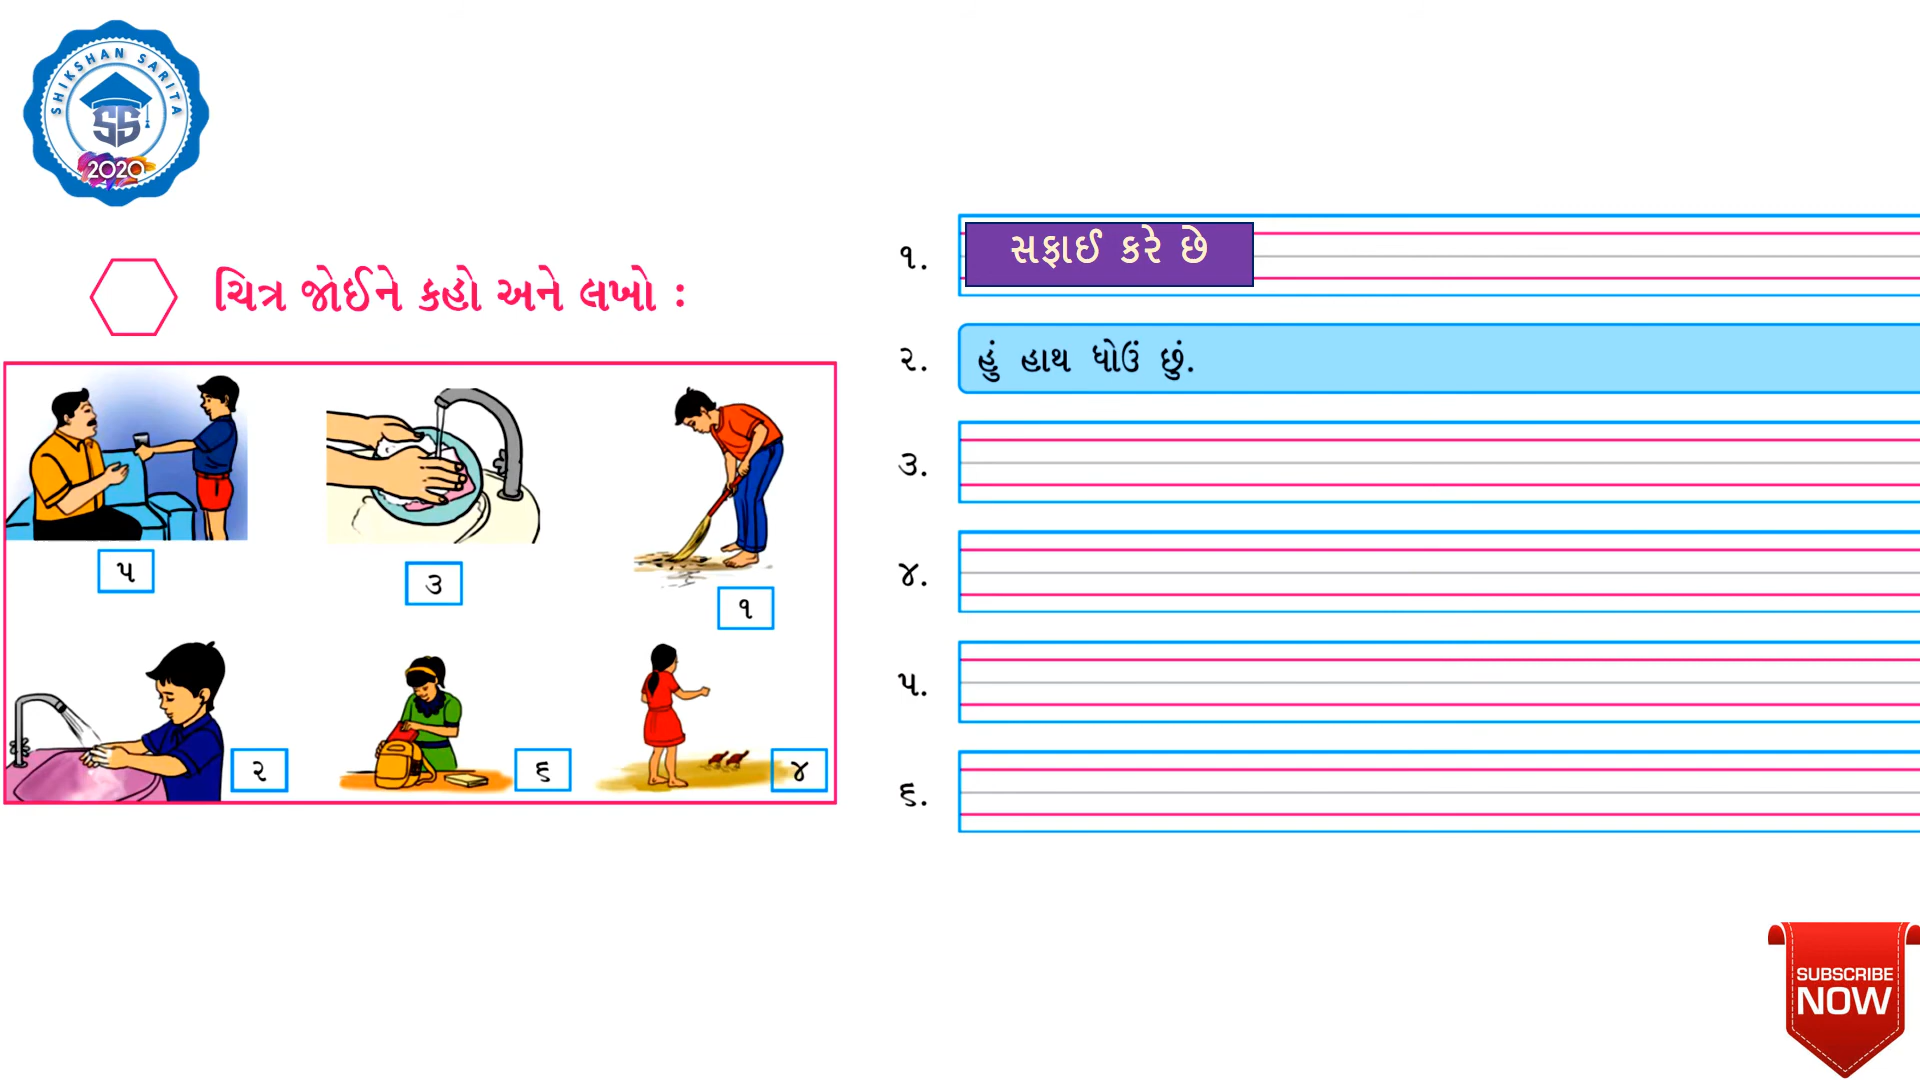 SHIKSHAN SARITA
SS
2020
ચિત્ર જોઈને કહો અને લખો :
૫
૩
૧
૨
૬
૪
૧. સફાઈ કરે છે
૨. હું હાથ ધોઉં છું.
૩.
૪.
૫.
૬.
SUBSCRIBE
NOW